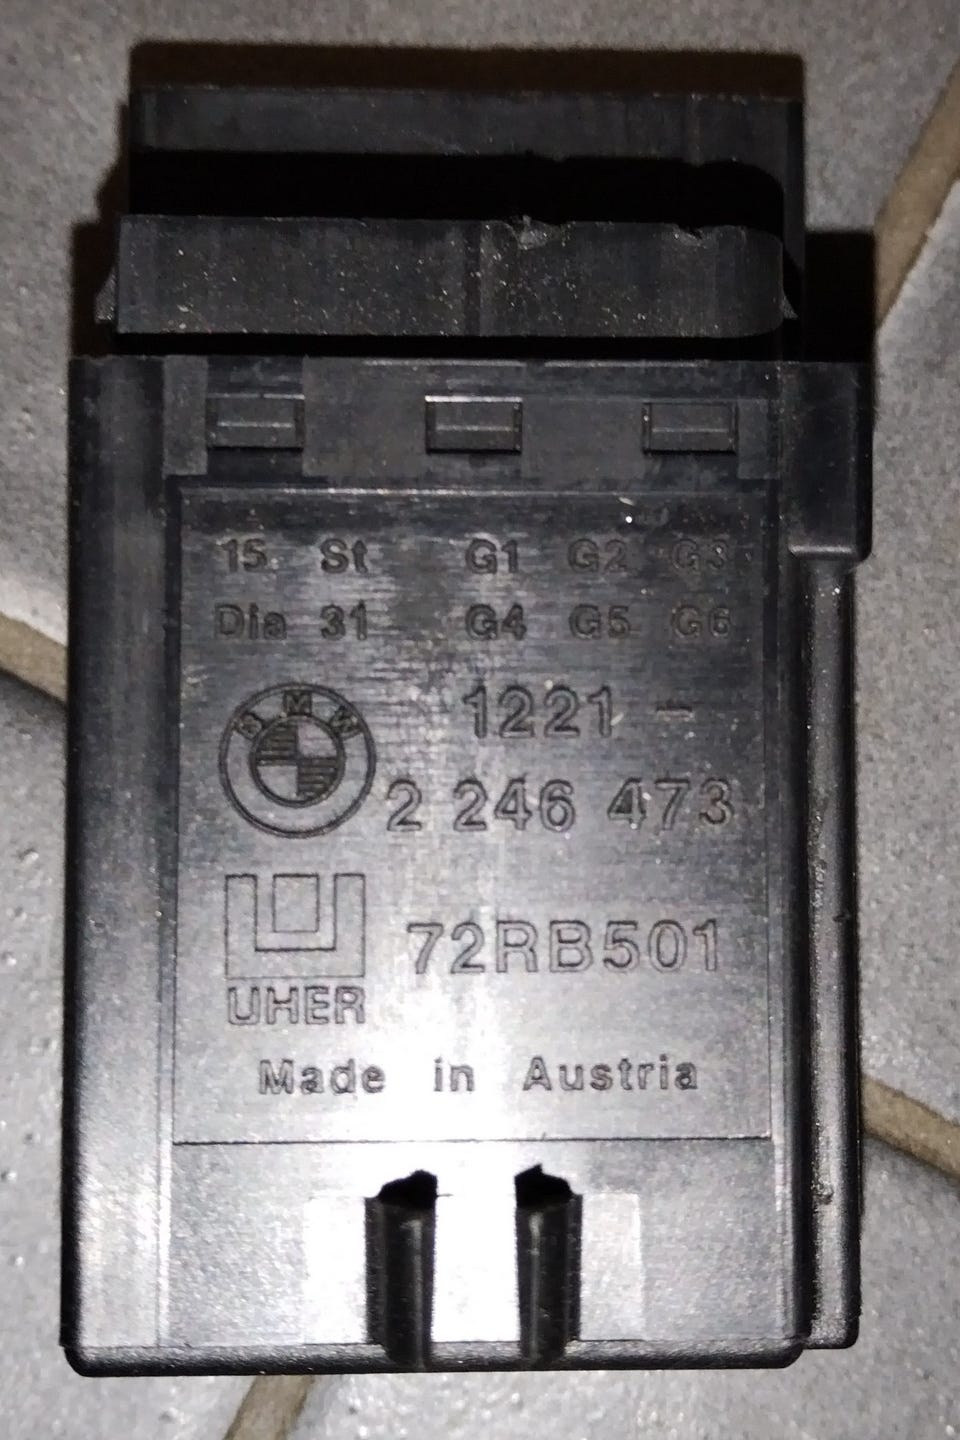 15 St G1 G2 G3
Dia 31 G4 G5 G6
BMW 1221 -
2 246 473
72RB501
UHER
Made in Austria